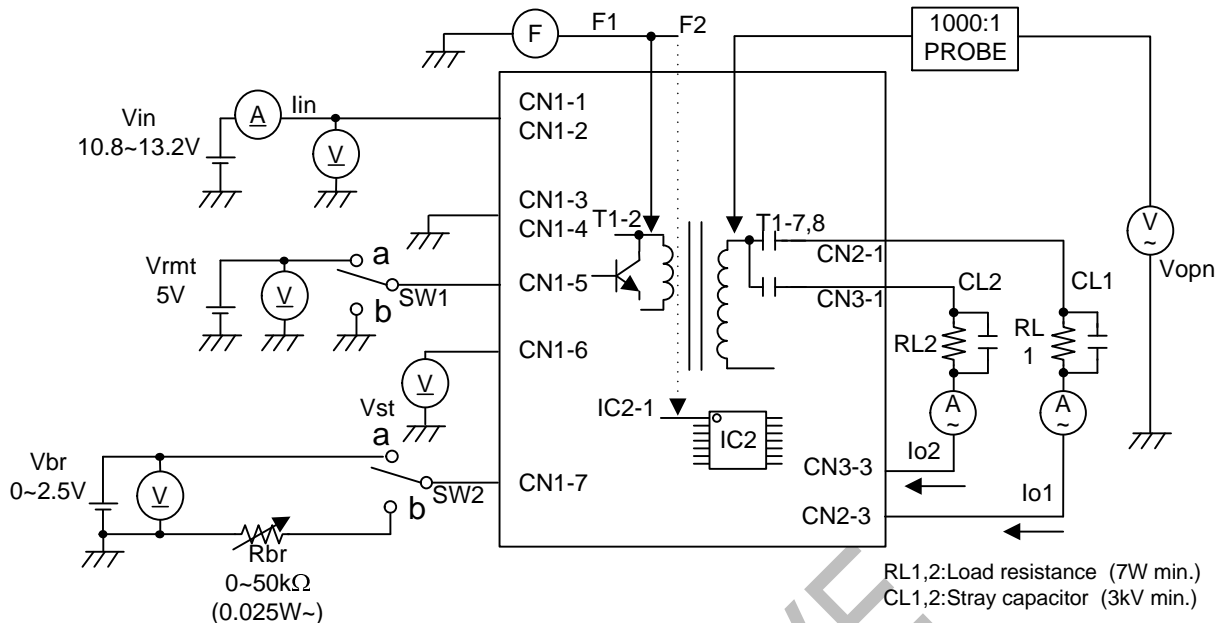 F
F1
F2
1000:1
PROBE
Vin
10.8~13.2V
A
Iin
V
CN1-1
CN1-2
CN1-3
CN1-4
T1-2
T1-7,8
CN2-1
CN3-1
V
~
Vopn
Vrmt
5V
V
a
b
SW1
CN1-5
CL2
CL1
RL2
RL
1
CN1-6
V
Vst
IC2-1
IC2
A
~
A
~
Io2
Io1
CN3-3
CN2-3
Vbr
0~2.5V
V
a
b
SW2
CN1-7
Rbr
0~50kΩ
(0.025W~)
RL1,2:Load resistance (7W min.)
CL1,2:Stray capacitor (3kV min.)